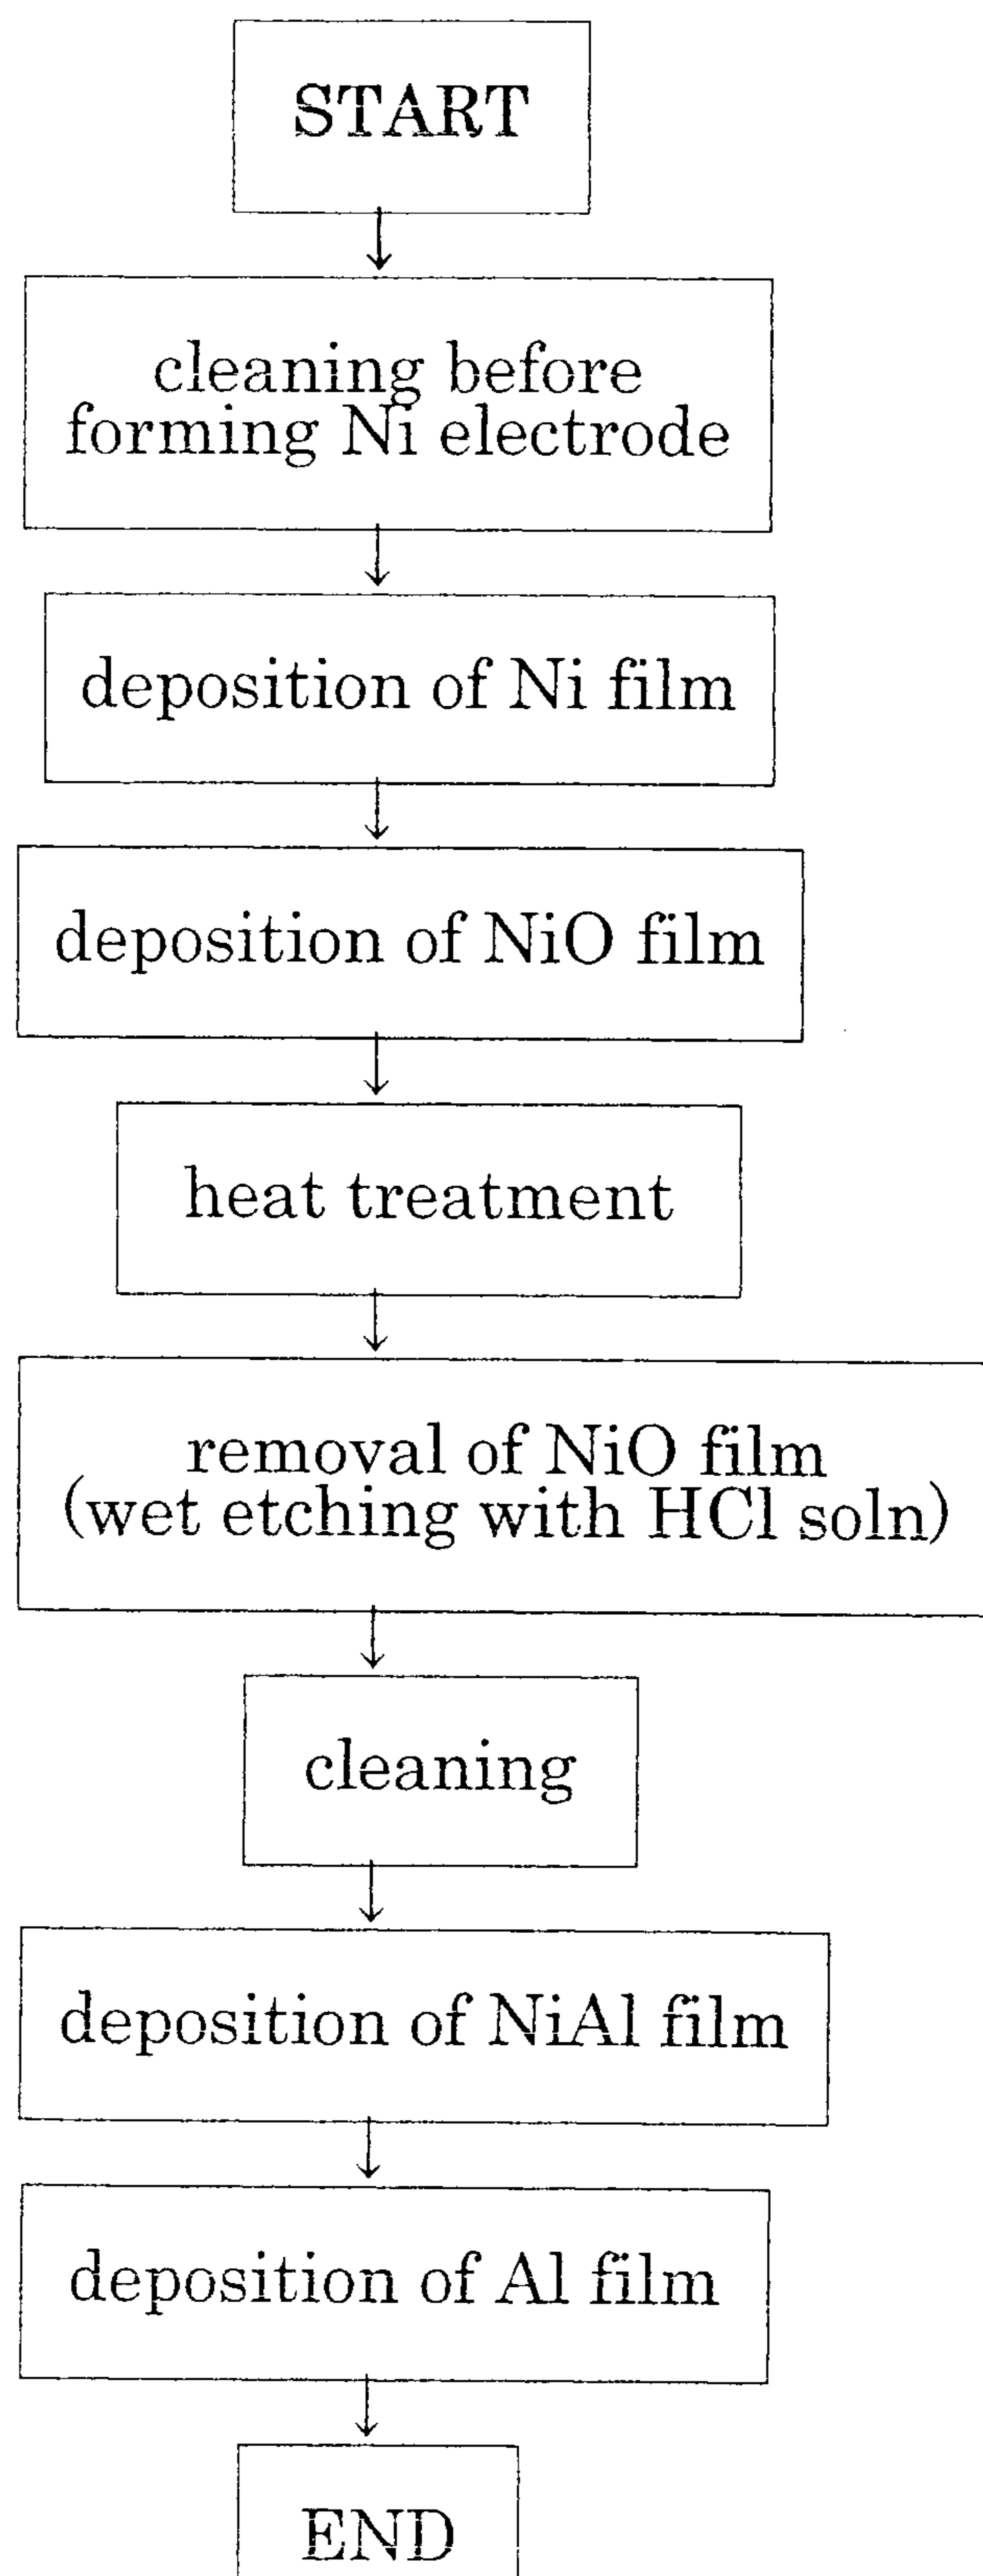 START
cleaning before
forming Ni electrode
deposition of Ni film
deposition of NiO film
heat treatment
removal of NiO film
(wet etching with HCl soln)
cleaning
deposition of NiAl film
deposition of Al film
END